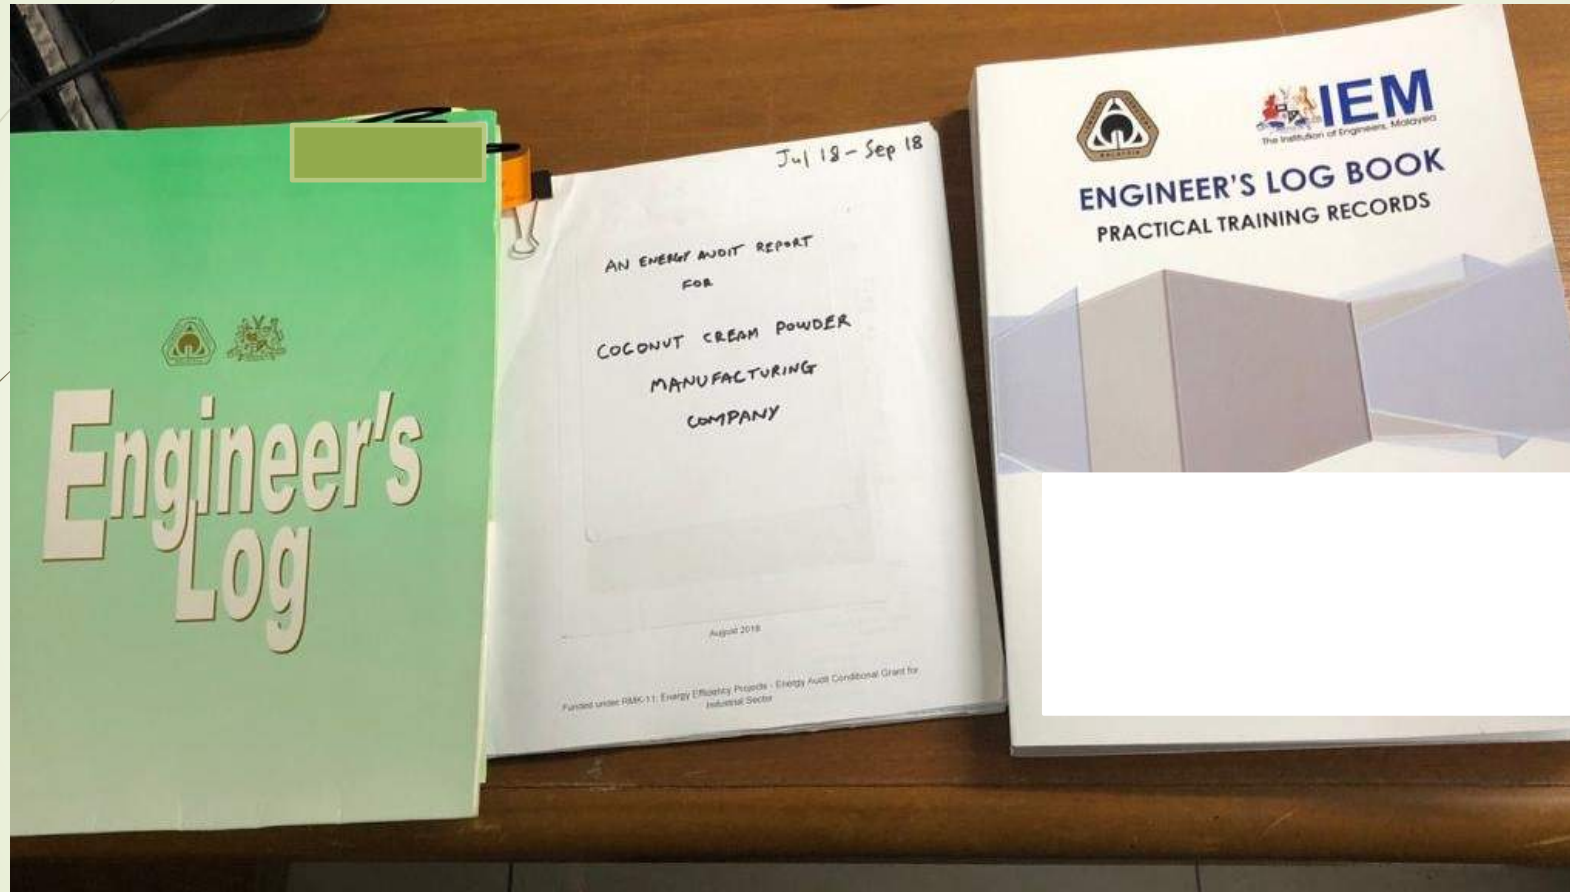 Engineer's
Log
Jul 18 - Sep 18
AN ENERGY AUDIT REPORT
FOR
COCONUT CREAM POWDER
MANUFACTURING
COMPANY
August 2018
Funded under RMK-11: Energy Efficiency Projects - Energy Audit Conditional Grant for
Industrial Sector
MALAYSIA
IEM
The Institution of Engineers, Malaysia
ENGINEER'S LOG BOOK
PRACTICAL TRAINING RECORDS